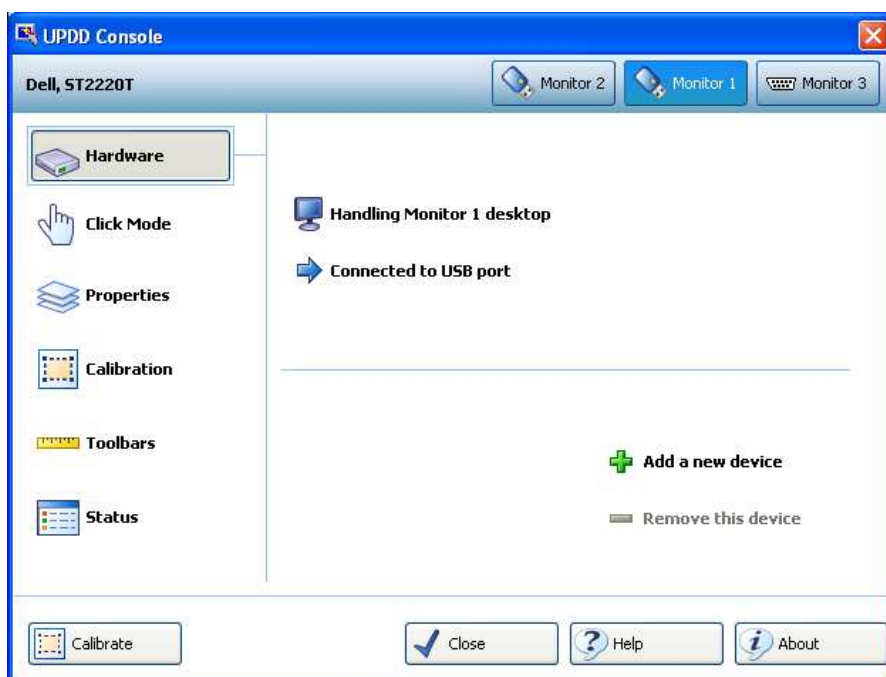 UPDD Console
Dell, ST2220T
Monitor 2
Monitor 1
Monitor 3
Hardware
Click Mode
Properties
Calibration
Toolbars
Status
Handling Monitor 1 desktop
Connected to USB port
Add a new device
Remove this device
Calibrate
Close
Help
About